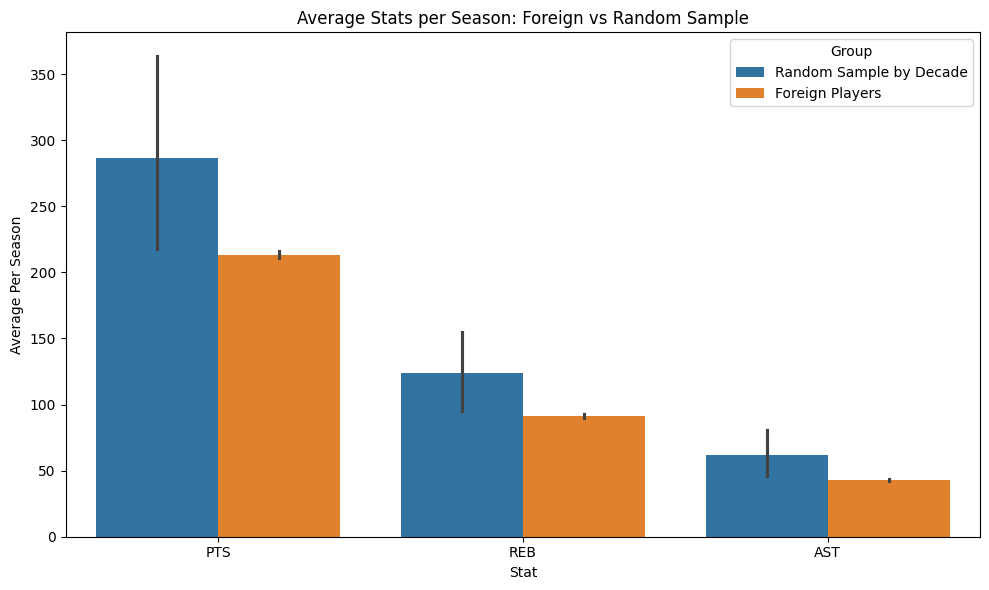 Average Stats per Season: Foreign vs Random Sample
Group
Random Sample by Decade
Foreign Players
Average Per Season
350
300
250
200
150
100
50
0
PTS
REB
AST
Stat